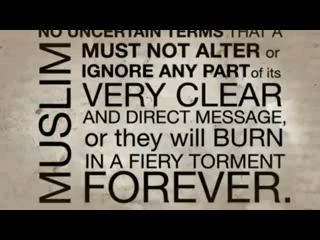 NO UNCERTAIN TERMS THAT A
MUSLIM
MUST NOT ALTER or
IGNORE ANY PART of its
VERY CLEAR
AND DIRECT MESSAGE,
or they will BURN
IN A FIERY TORMENT
FOREVER.